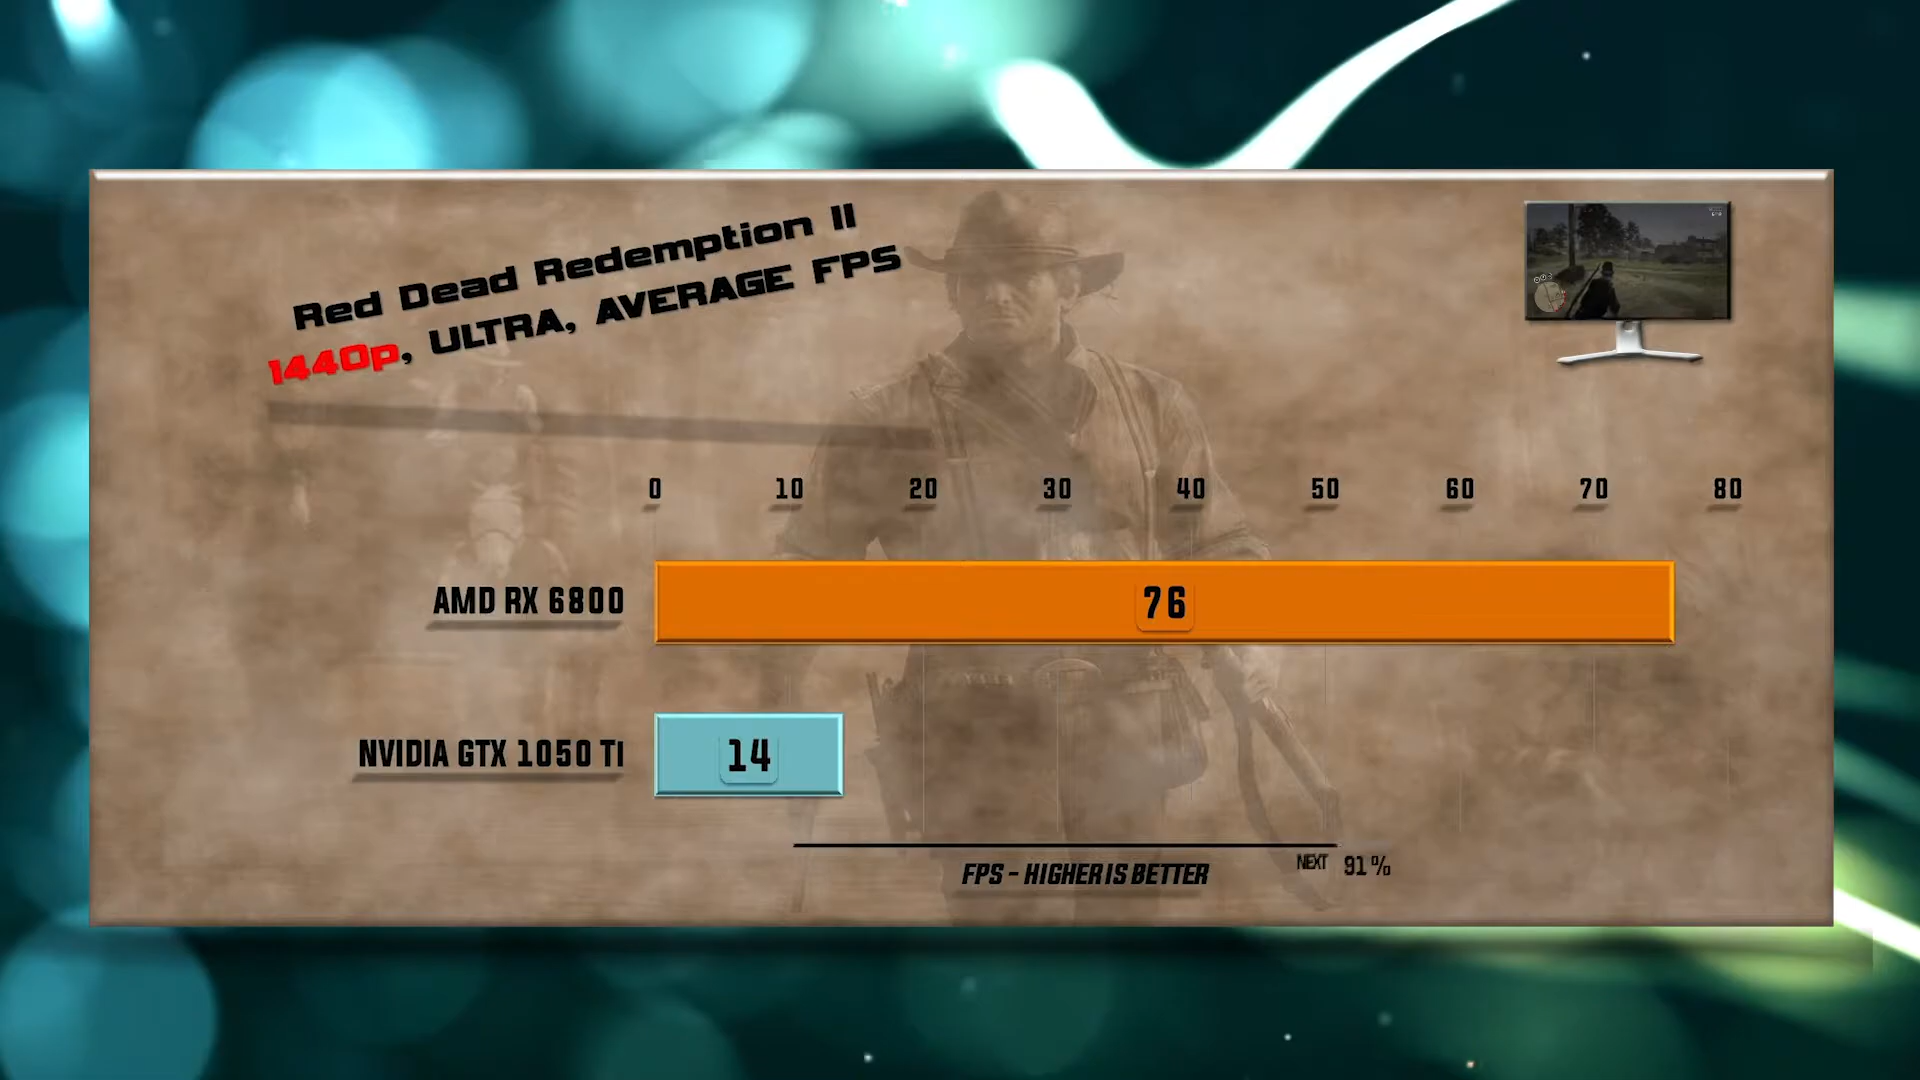 Red Dead Redemption II
1440p, ULTRA, AVERAGE FPS
0 10 20 30 40 50 60 70 80
AMD RX 6800 76
NVIDIA GTX 1050 TI 14
FPS - HIGHER IS BETTER
NEXT 91%